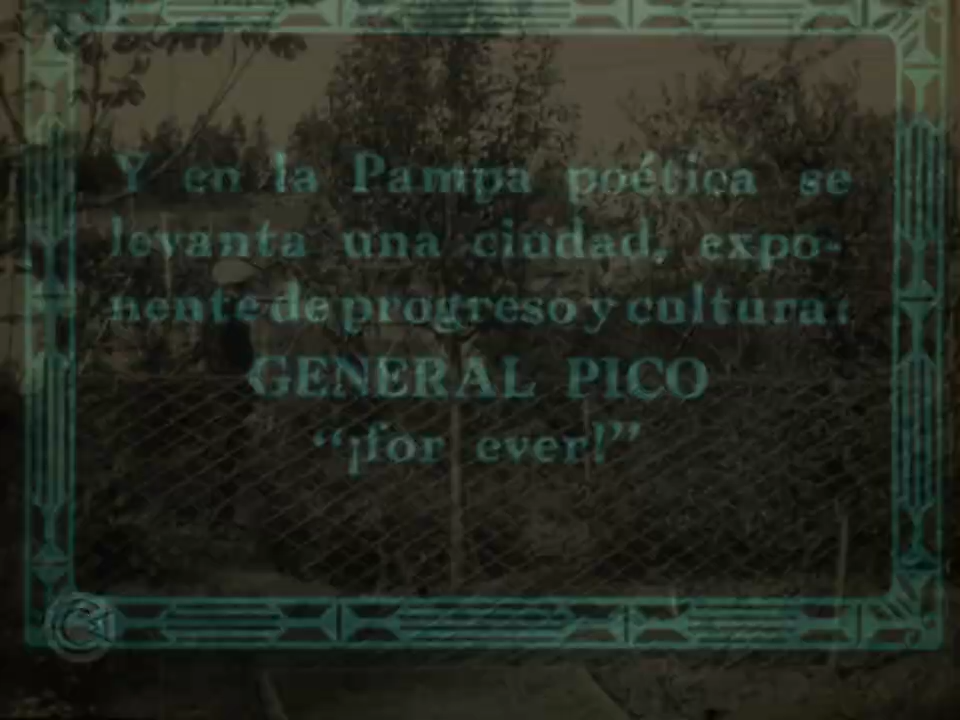 Y en la Pampa poética se
levanta una ciudad, expo-
nente de progreso y cultura:
GENERAL PICO
“¡for ever!”